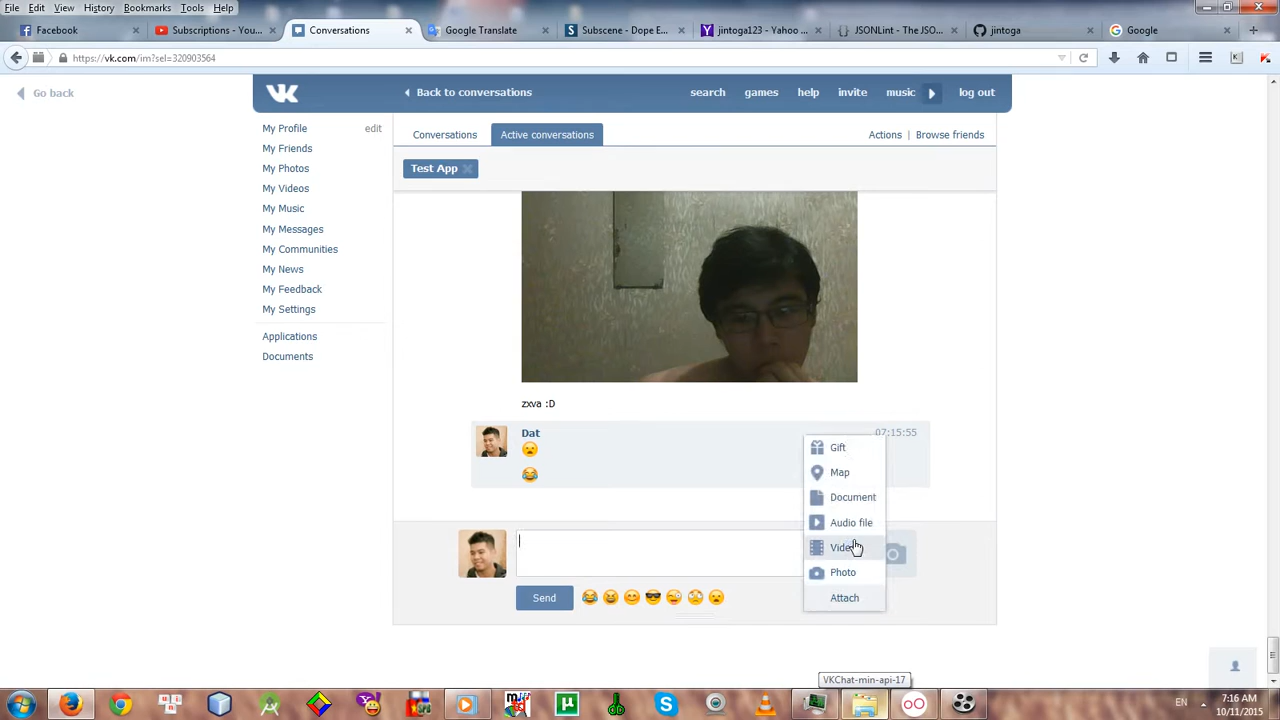 File Edit View History Bookmarks Tools Help
Facebook
Subscriptions - You...
Conversations
Google Translate
Subscene - Dope E...
jintoga123 - Yahoo ...
JSONLint - The JSO...
jintoga
Google
https://vk.com/im?sel=320903564
Go back
Back to conversations
search games help invite music log out
My Profile edit
My Friends
My Photos
My Videos
My Music
My Messages
My Communities
My News
My Feedback
My Settings
Applications
Documents
Conversations Active conversations Actions | Browse friends
Test App
zxva :D
Dat 07:15:55
Gift
Map
Document
Audio file
Photo
Attach
Send
VKChat-min-api-17
EN 7:16 AM
10/11/2015